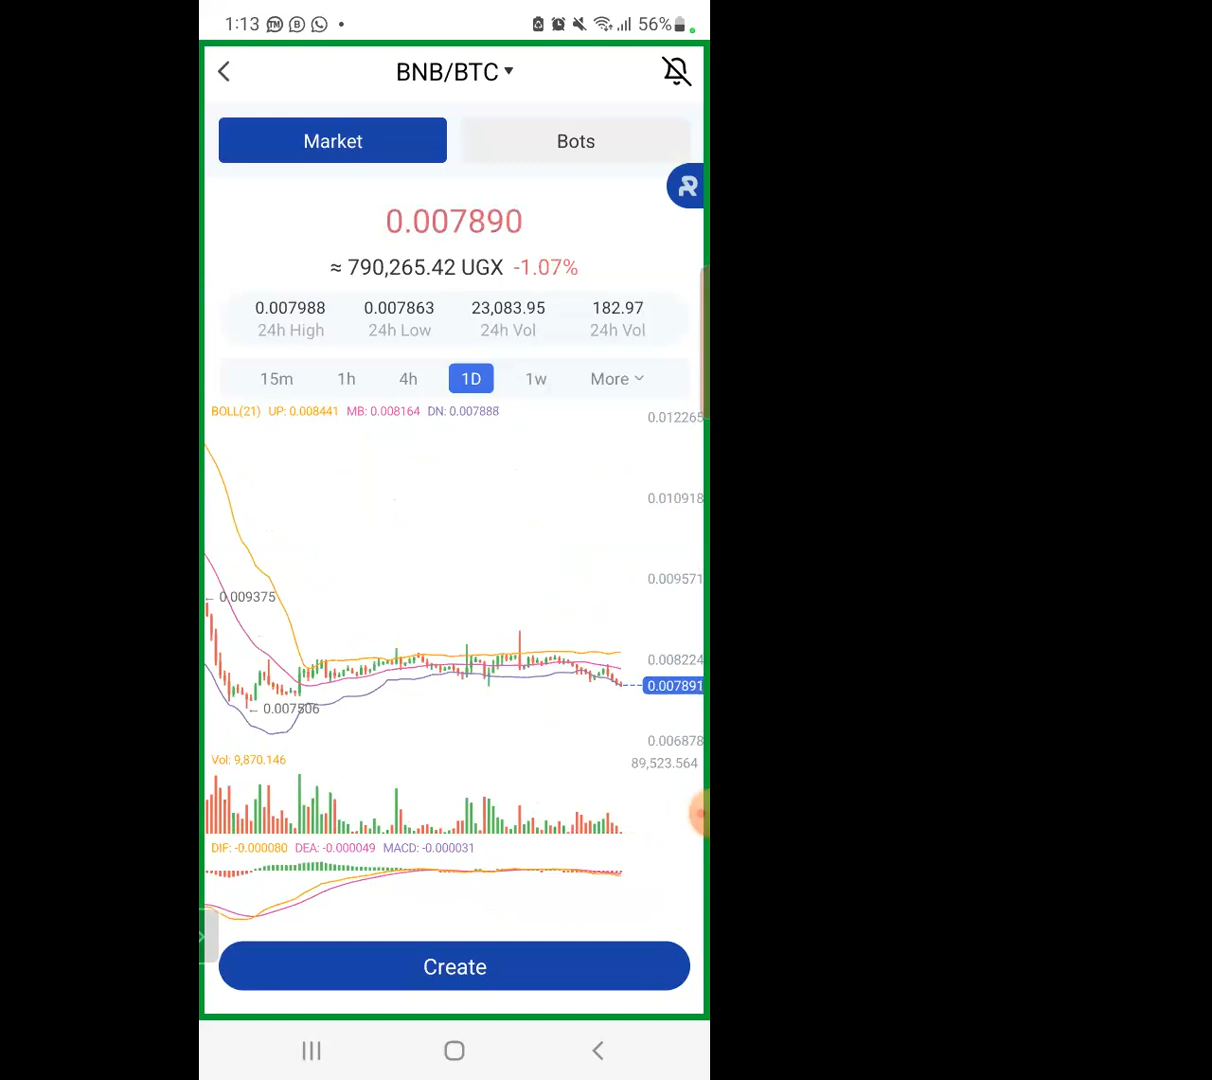 1:13 56%
BNB/BTC
Market Bots
0.007890
≈ 790,265.42 UGX -1.07%
0.007988 0.007863 23,083.95 182.97
24h High 24h Low 24h Vol 24h Vol
15m 1h 4h 1D 1w More
BOLL(21) UP: 0.008441 MB: 0.008164 DN: 0.007888
0.012265
0.010918
0.009571
← 0.009375
0.008224
0.007891
← 0.007506
0.006878
Vol: 9,870.146 89,523.564
DIF: -0.000080 DEA: -0.000049 MACD: -0.000031
Create